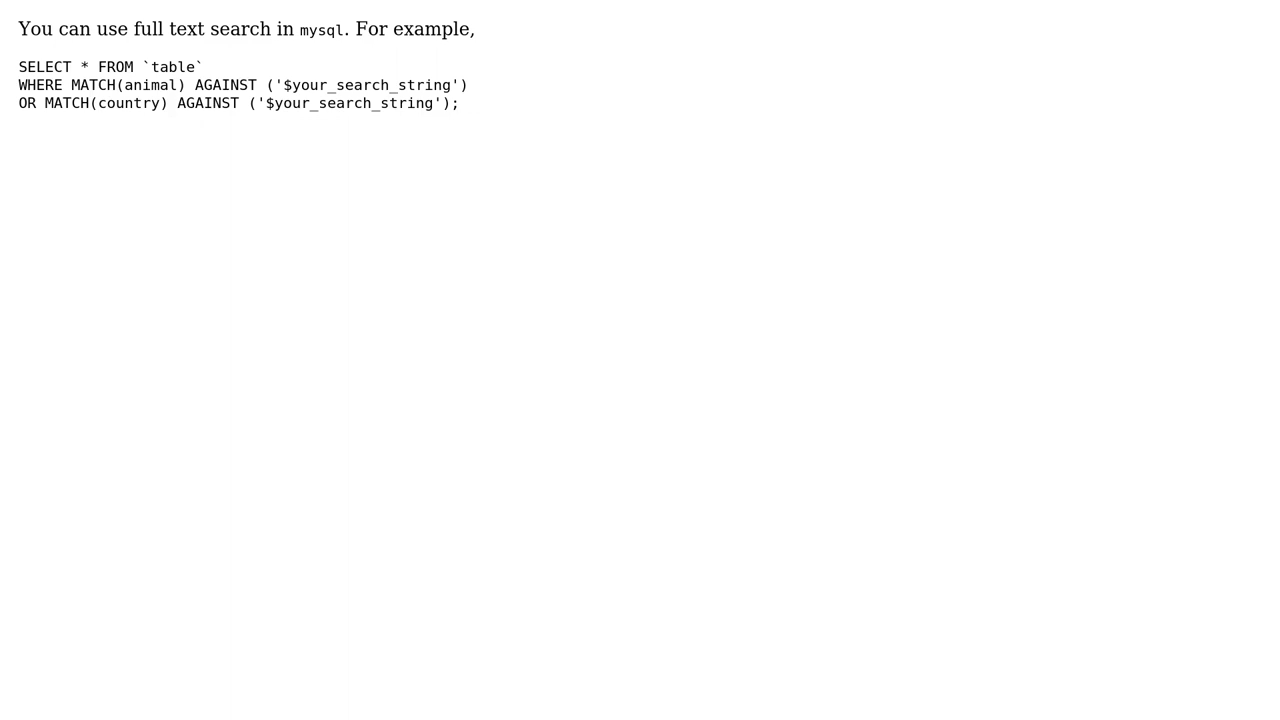 You can use full text search in mysql. For example,
SELECT * FROM `table`
WHERE MATCH(animal) AGAINST ('$your_search_string')
OR MATCH(country) AGAINST ('$your_search_string');